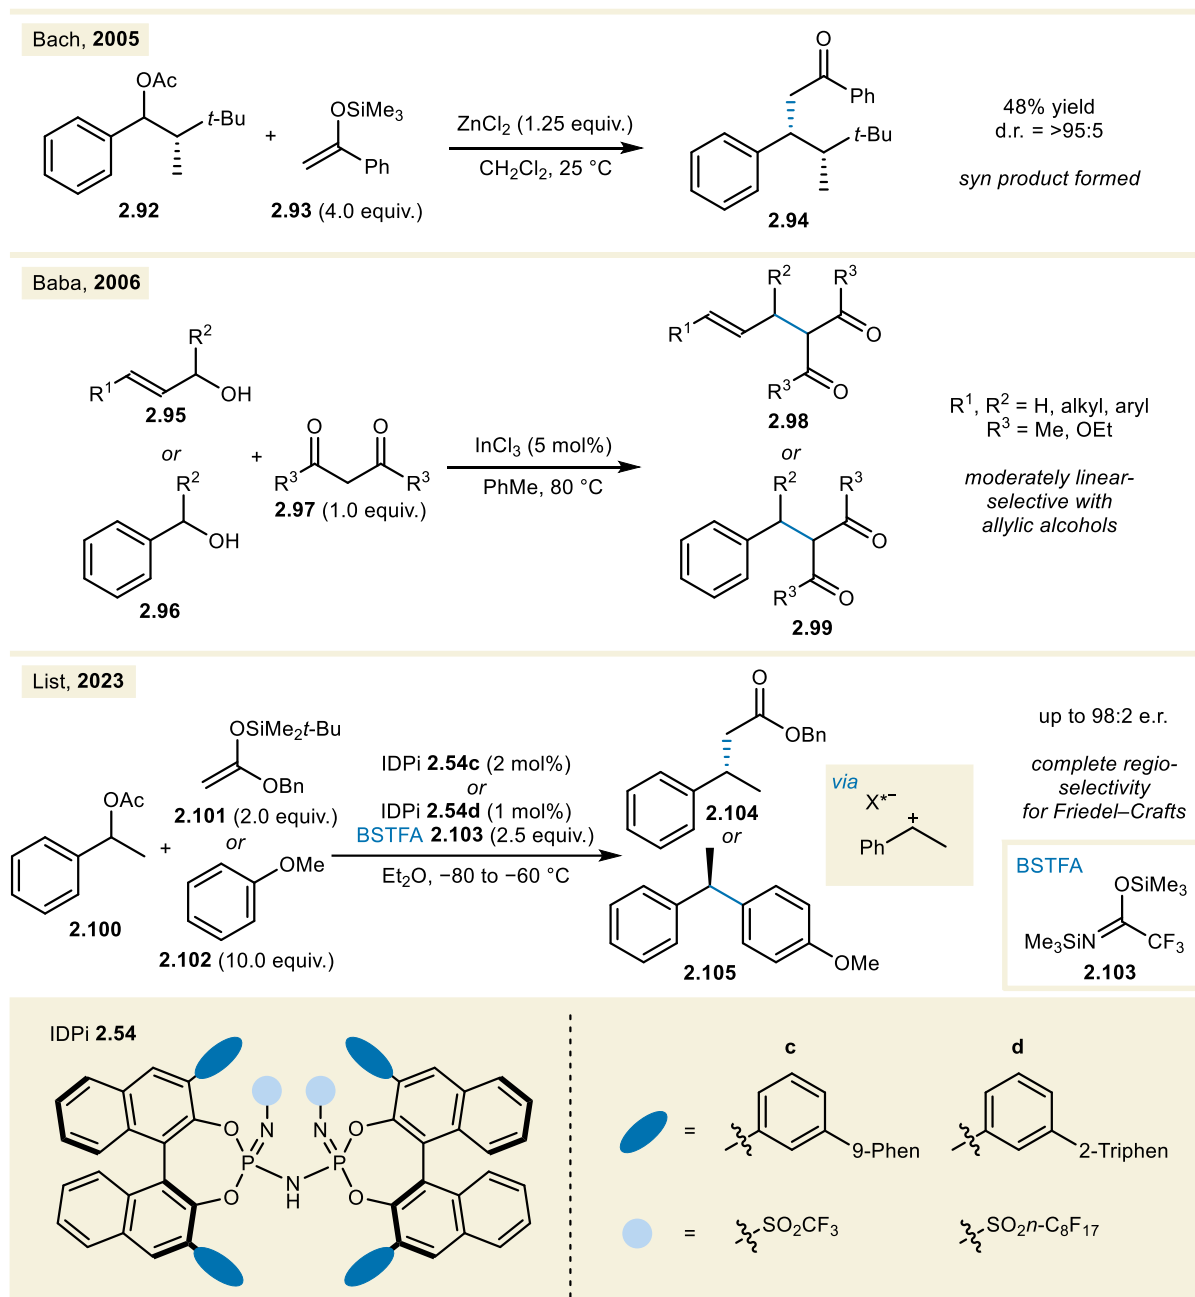 Bach, 2005
OAc
t-Bu
2.92
+
OSiMe3
Ph
2.93 (4.0 equiv.)
ZnCl2 (1.25 equiv.)
CH2Cl2, 25 °C
O
Ph
t-Bu
2.94
48% yield
d.r. = >95:5
syn product formed
Baba, 2006
R2
R1
OH
2.95
or
R2
OH
2.96
+
O O
R3 R3
2.97 (1.0 equiv.)
InCl3 (5 mol%)
PhMe, 80 °C
R2 R3
R1
O
R3
O
2.98
or
R2 R3
O
R3
O
2.99
R1, R2 = H, alkyl, aryl
R3 = Me, OEt
moderately linear-
selective with
allylic alcohols
List, 2023
OAc
2.100
+
OSiMe2t-Bu
OBn
2.101 (2.0 equiv.)
or
OMe
2.102 (10.0 equiv.)
IDPi 2.54c (2 mol%)
or
IDPi 2.54d (1 mol%)
BSTFA 2.103 (2.5 equiv.)
Et2O, −80 to −60 °C
O
OBn
2.104
or
OMe
2.105
via
X*−
+
Ph
up to 98:2 e.r.
complete regio-
selectivity
for Friedel–Crafts
BSTFA
OSiMe3
Me3SiN
CF3
2.103
IDPi 2.54
N N
O O
P P
O N O
H
c d
=
9-Phen
2-Triphen
=
SO2CF3
SO2n-C8F17